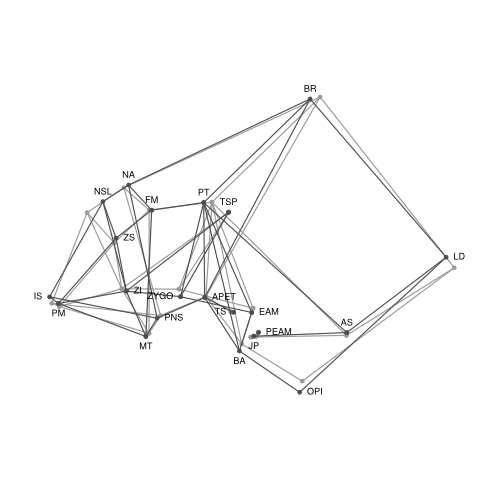 BR
NA
NSL
FM
PT
TSP
ZS
LD
ZI
ZYGO
APET
IS
PM
TS
EAM
PNS
AS
PEAM
MT
JP
BA
OPI